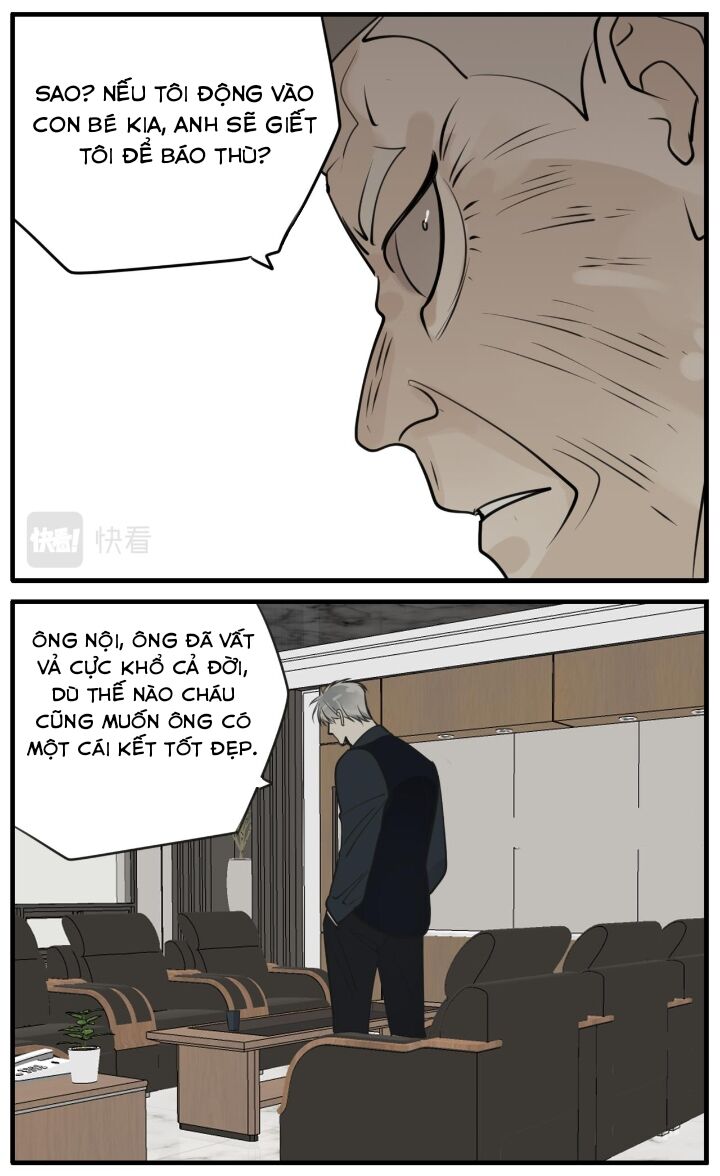 SAO? NẾU TÔI ĐỘNG VÀO
CON BÉ KIA, ANH SẼ GIẾT
TÔI ĐỂ BÁO THÙ?
快看! 快看
ÔNG NỘI, ÔNG ĐÃ VẤT
VẢ CỰC KHỔ CẢ ĐỜI,
DÙ THẾ NÀO CHÁU
CŨNG MUỐN ÔNG CÓ
MỘT CÁI KẾT TỐT ĐẸP.